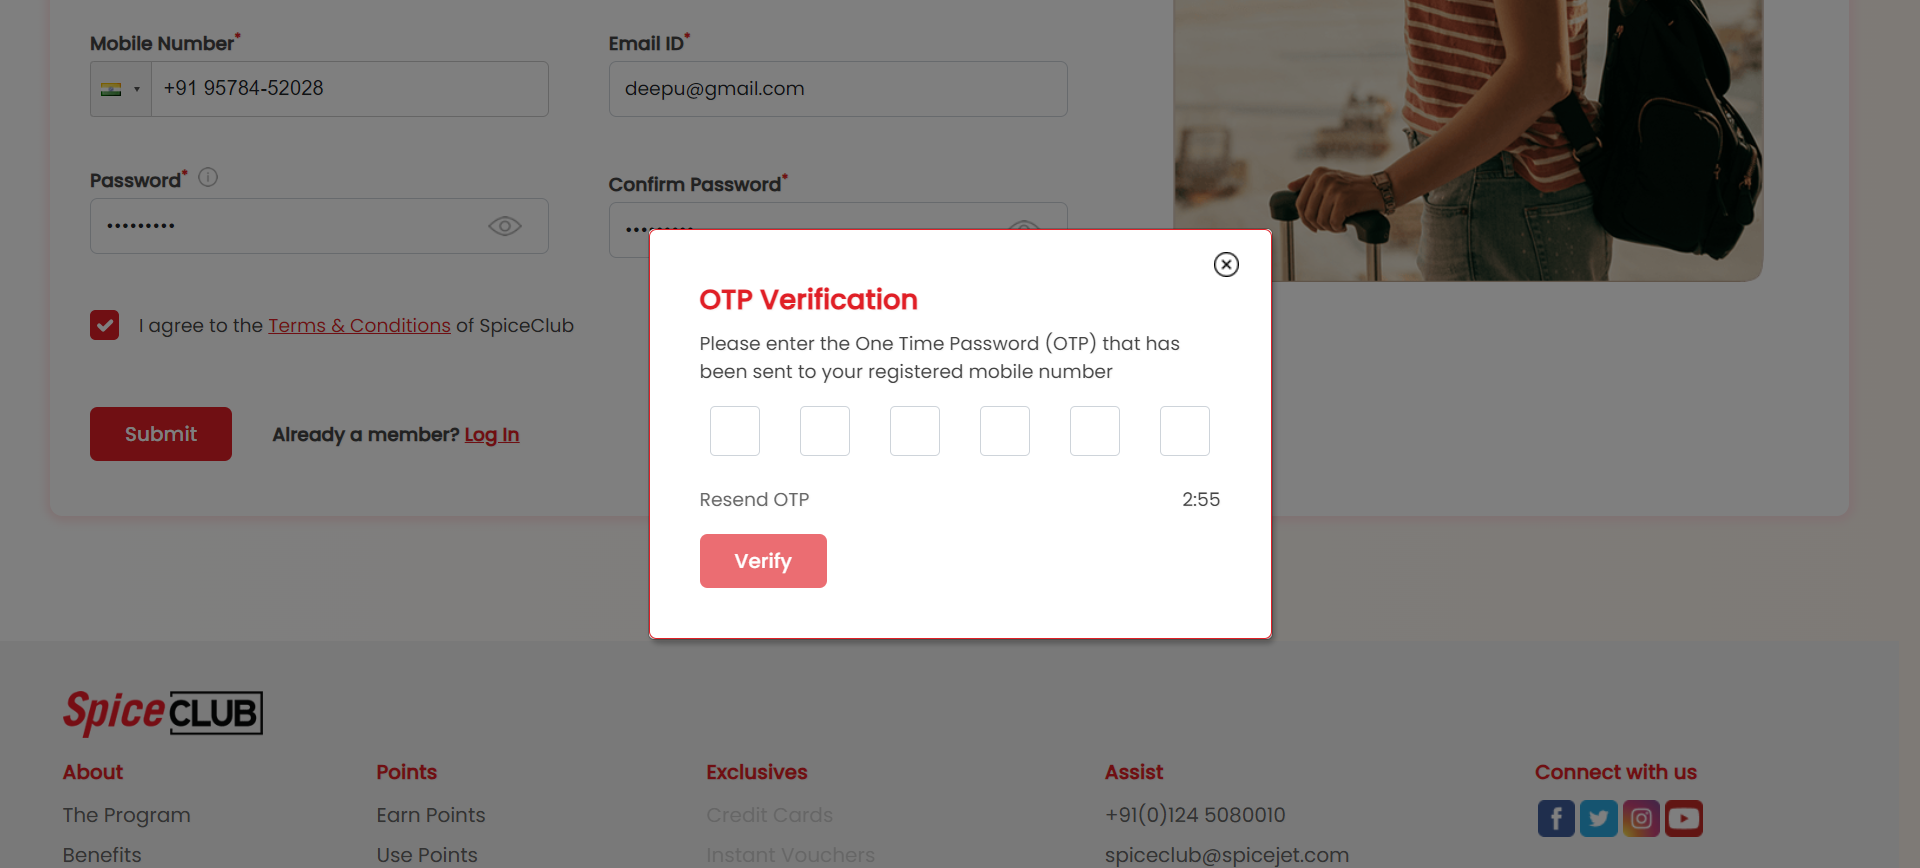 Mobile Number*
Email ID*
+91 95784-52028
deepu@gmail.com
Password*
Confirm Password*
•••••••••
I agree to the Terms & Conditions of SpiceClub
Submit
Already a member? Log In
OTP Verification
Please enter the One Time Password (OTP) that has
been sent to your registered mobile number
Resend OTP
2:55
Verify
Spice CLUB
About
The Program
Benefits
Points
Earn Points
Use Points
Exclusives
Credit Cards
Instant Vouchers
Assist
+91(0)124 5080010
spiceclub@spicejet.com
Connect with us